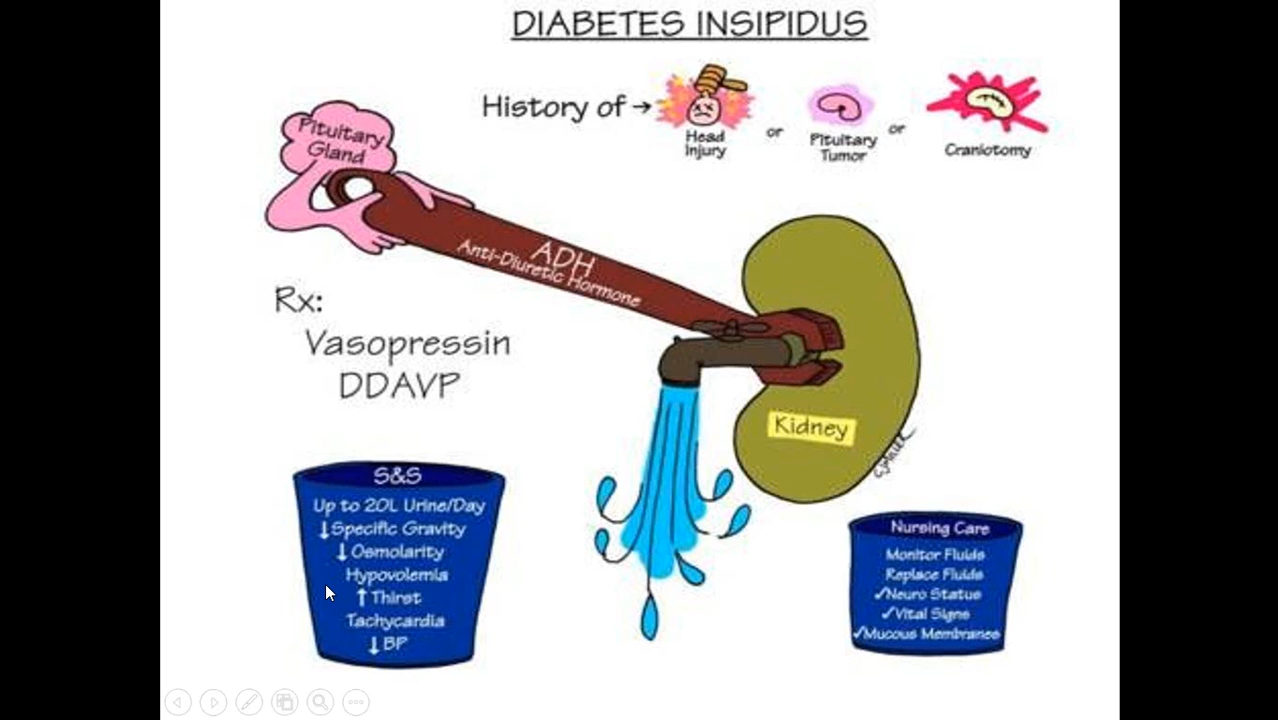 DIABETES INSIPIDUS
History of →
Head
Injury
or
Pituitary
Tumor
or
Craniotomy
Pituitary
Gland
ADH
Anti-Diuretic Hormone
Rx:
Vasopressin
DDAVP
Kidney
S&S
Up to 20L Urine/Day
↓Specific Gravity
↓Osmolarity
Hypovolemia
↑Thirst
Tachycardia
↓BP
Nursing Care
Monitor Fluids
Replace Fluids
✓Neuro Status
✓Vital Signs
✓Mucous Membranes